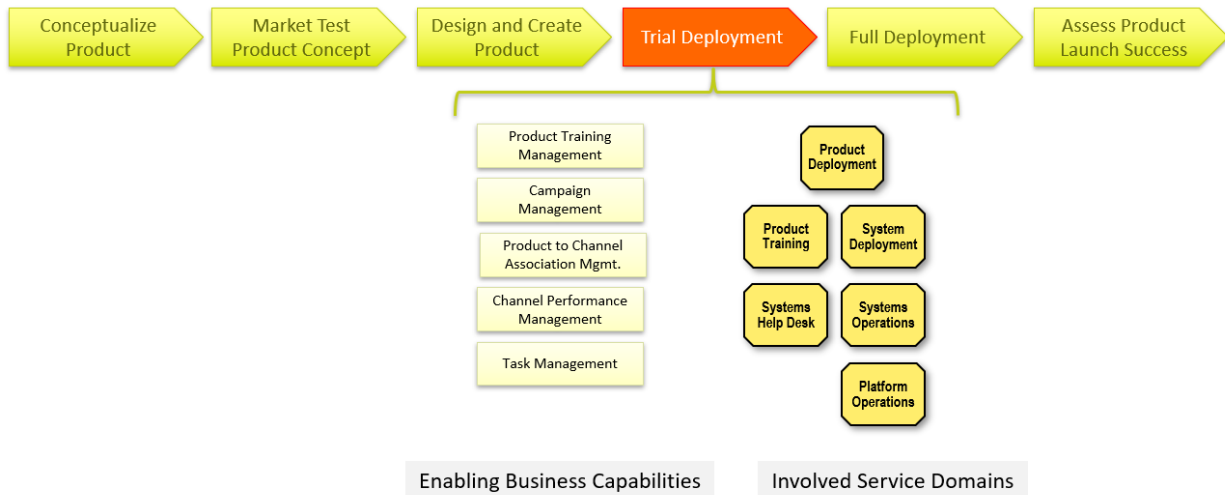 Conceptualize
Product
Market Test
Product Concept
Design and Create
Product
Trial Deployment
Full Deployment
Assess Product
Launch Success
Product Training
Management
Campaign
Management
Product to Channel
Association Mgmt.
Channel Performance
Management
Task Management
Product
Deployment
Product
Training
System
Deployment
Systems
Help Desk
Systems
Operations
Platform
Operations
Enabling Business Capabilities
Involved Service Domains